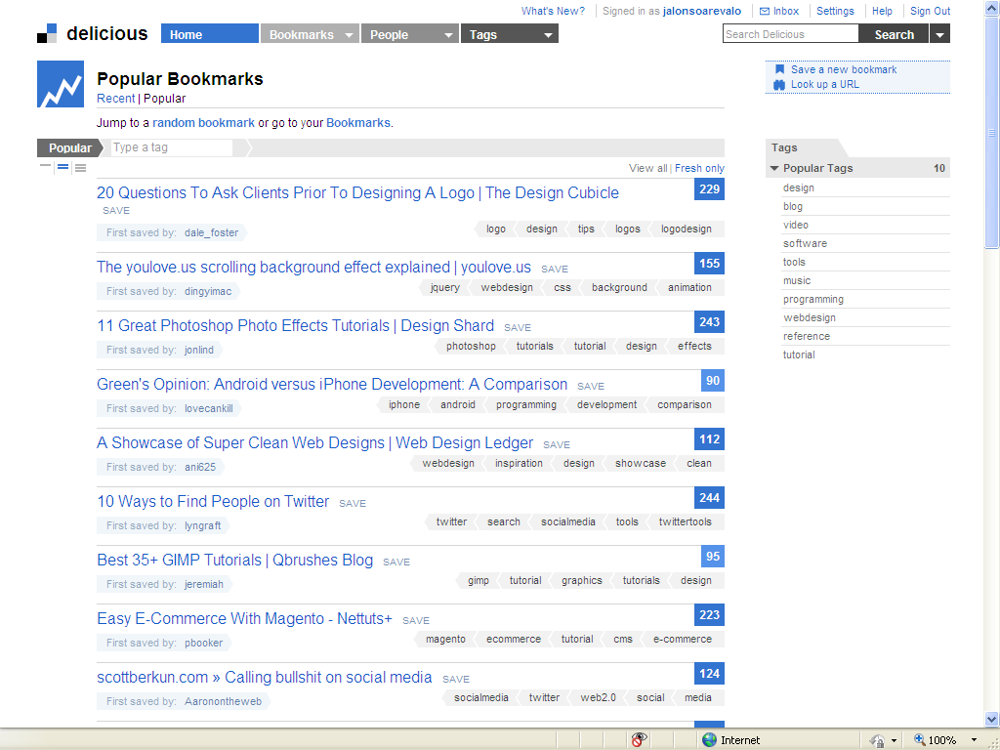 What's New? Signed in as jalonsoarevalo Inbox Settings Help Sign Out
delicious Home Bookmarks People Tags Search Delicious Search
Popular Bookmarks
Recent | Popular
Save a new bookmark
Look up a URL
Jump to a random bookmark or go to your Bookmarks.
Popular Type a tag
View all | Fresh only
20 Questions To Ask Clients Prior To Designing A Logo | The Design Cubicle 229
SAVE
First saved by: dale_foster logo design tips logos logodesign
The youlove.us scrolling background effect explained | youlove.us SAVE 155
First saved by: dingyimac jquery webdesign css background animation
11 Great Photoshop Photo Effects Tutorials | Design Shard SAVE 243
First saved by: jonlind photoshop tutorials tutorial design effects
Green's Opinion: Android versus iPhone Development: A Comparison SAVE 90
First saved by: lovecankill iphone android programming development comparison
A Showcase of Super Clean Web Designs | Web Design Ledger SAVE 112
First saved by: ani625 webdesign inspiration design showcase clean
10 Ways to Find People on Twitter SAVE 244
First saved by: lyngraft twitter search socialmedia tools twittertools
Best 35+ GIMP Tutorials | Qbrushes Blog SAVE 95
First saved by: jeremiah gimp tutorial graphics tutorials design
Easy E-Commerce With Magento - Nettuts+ SAVE 223
First saved by: pbooker magento ecommerce tutorial cms e-commerce
scottberkun.com » Calling bullshit on social media SAVE 124
First saved by: Aaronontheweb socialmedia twitter web2.0 social media
Tags
Popular Tags 10
design
blog
video
software
tools
music
programming
webdesign
reference
tutorial
Internet 100%